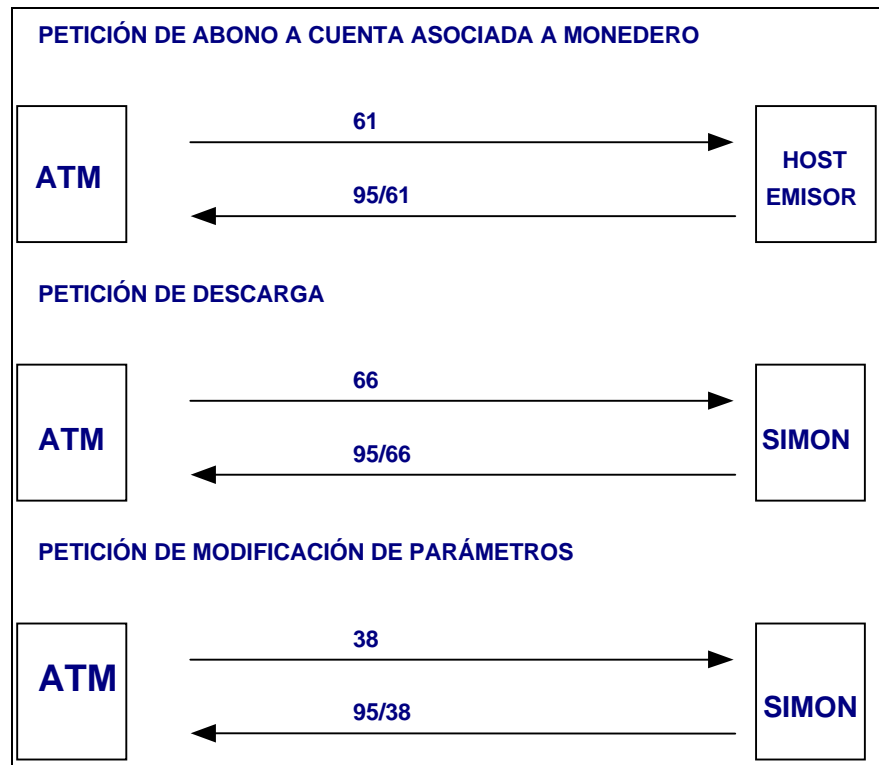 PETICIÓN DE ABONO A CUENTA ASOCIADA A MONEDERO
61
ATM
HOST
EMISOR
95/61
PETICIÓN DE DESCARGA
66
ATM
SIMON
95/66
PETICIÓN DE MODIFICACIÓN DE PARÁMETROS
38
ATM
SIMON
95/38